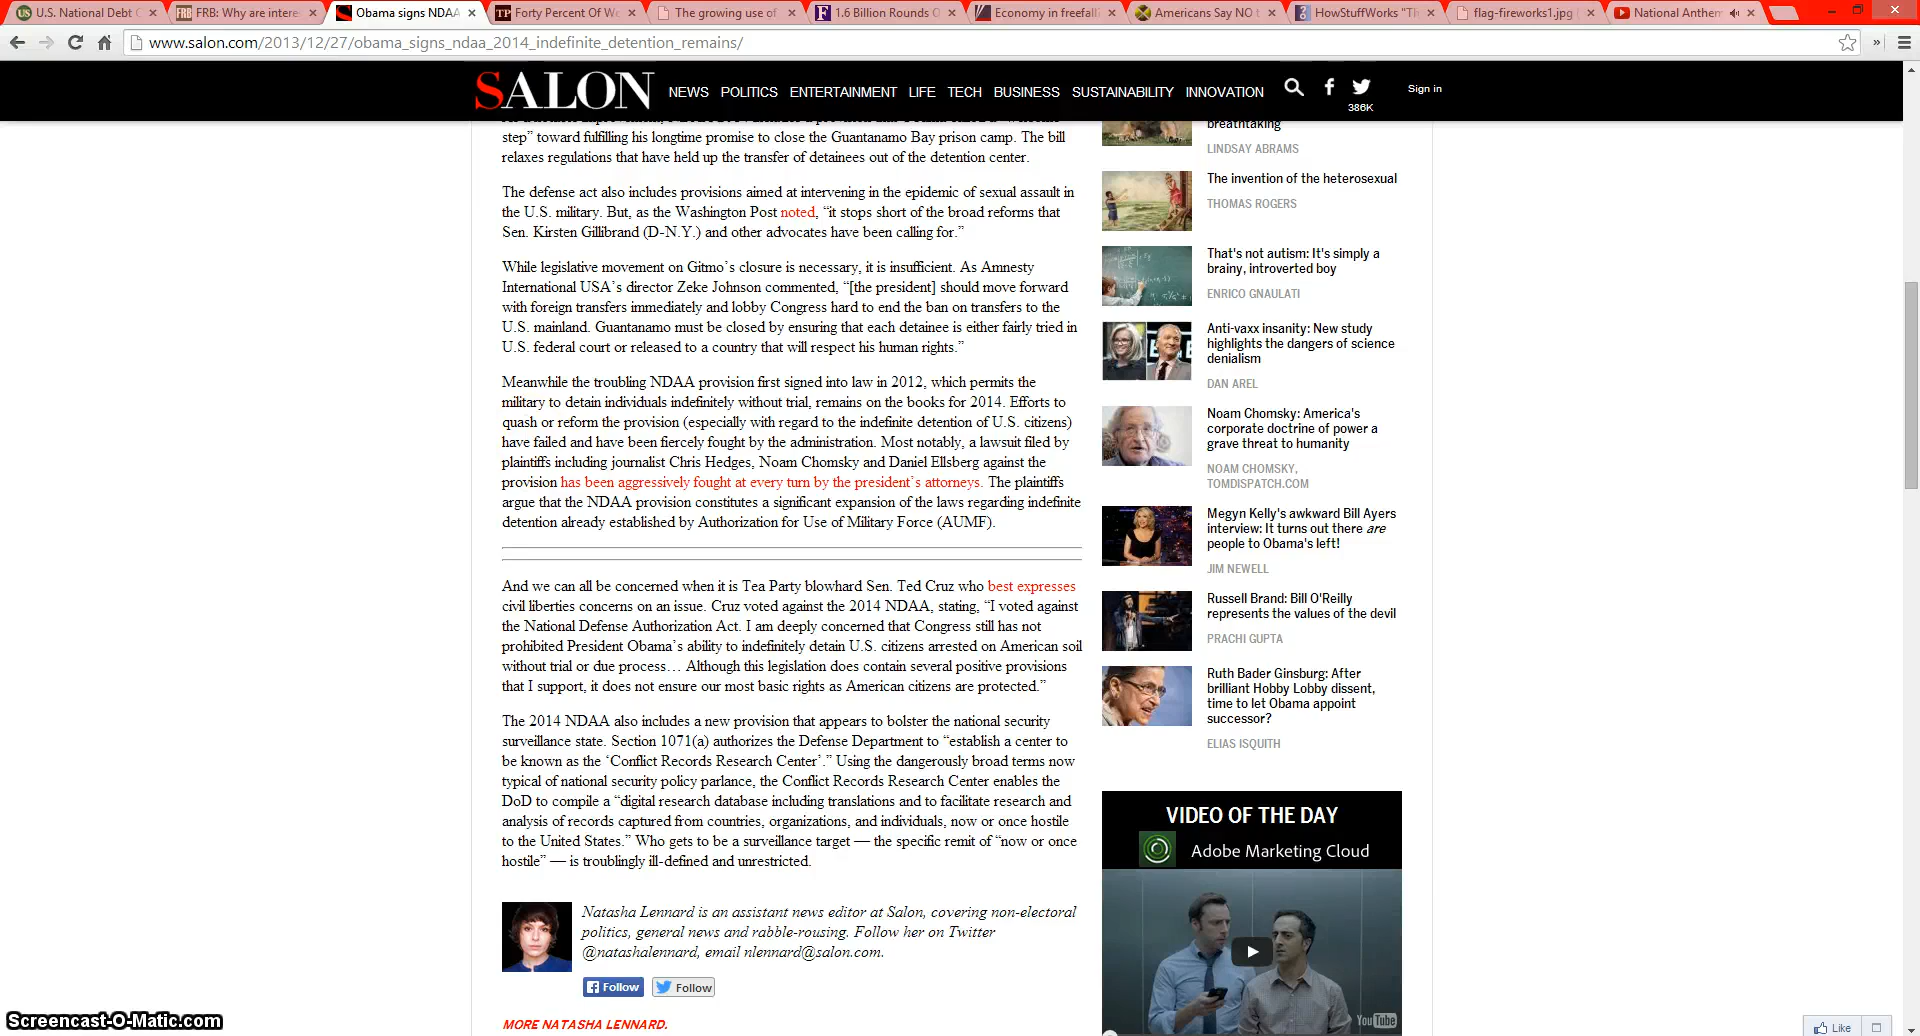 U.S. National Debt C
FRB: Why are intere
Obama signs NDAA
Forty Percent Of W
The growing use of
1.6 Billion Rounds O
Economy in freefall
Americans Say NO t
HowStuffWorks "Th
flag-fireworks1.jpg (
National Anthem
www.salon.com/2013/12/27/obama_signs_ndaa_2014_indefinite_detention_remains/
SALON NEWS POLITICS ENTERTAINMENT LIFE TECH BUSINESS SUSTAINABILITY INNOVATION 386K Sign in
step” toward fulfilling his longtime promise to close the Guantanamo Bay prison camp. The bill
relaxes regulations that have held up the transfer of detainees out of the detention center.
The defense act also includes provisions aimed at intervening in the epidemic of sexual assault in
the U.S. military. But, as the Washington Post noted, “it stops short of the broad reforms that
Sen. Kirsten Gillibrand (D-N.Y.) and other advocates have been calling for.”
While legislative movement on Gitmo’s closure is necessary, it is insufficient. As Amnesty
International USA’s director Zeke Johnson commented, “[the president] should move forward
with foreign transfers immediately and lobby Congress hard to end the ban on transfers to the
U.S. mainland. Guantanamo must be closed by ensuring that each detainee is either fairly tried in
U.S. federal court or released to a country that will respect his human rights.”
Meanwhile the troubling NDAA provision first signed into law in 2012, which permits the
military to detain individuals indefinitely without trial, remains on the books for 2014. Efforts to
quash or reform the provision (especially with regard to the indefinite detention of U.S. citizens)
have failed and have been fiercely fought by the administration. Most notably, a lawsuit filed by
plaintiffs including journalist Chris Hedges, Noam Chomsky and Daniel Ellsberg against the
provision has been aggressively fought at every turn by the president’s attorneys. The plaintiffs
argue that the NDAA provision constitutes a significant expansion of the laws regarding indefinite
detention already established by Authorization for Use of Military Force (AUMF).
And we can all be concerned when it is Tea Party blowhard Sen. Ted Cruz who best expresses
civil liberties concerns on an issue. Cruz voted against the 2014 NDAA, stating, “I voted against
the National Defense Authorization Act. I am deeply concerned that Congress still has not
prohibited President Obama’s ability to indefinitely detain U.S. citizens arrested on American soil
without trial or due process… Although this legislation does contain several positive provisions
that I support, it does not ensure our most basic rights as American citizens are protected.”
The 2014 NDAA also includes a new provision that appears to bolster the national security
surveillance state. Section 1071(a) authorizes the Defense Department to “establish a center to
be known as the ‘Conflict Records Research Center’.” Using the dangerously broad terms now
typical of national security policy parlance, the Conflict Records Research Center enables the
DoD to compile a “digital research database including translations and to facilitate research and
analysis of records captured from countries, organizations, and individuals, now or once hostile
to the United States.” Who gets to be a surveillance target — the specific remit of “now or once
hostile” — is troublingly ill-defined and unrestricted.
Natasha Lennard is an assistant news editor at Salon, covering non-electoral
politics, general news and rabble-rousing. Follow her on Twitter
@natashalennard, email nlennard@salon.com.
Follow Follow
MORE NATASHA LENNARD.
breathtaking
LINDSAY ABRAMS
The invention of the heterosexual
THOMAS ROGERS
That's not autism: It's simply a
brainy, introverted boy
ENRICO GNAULATI
Anti-vaxx insanity: New study
highlights the dangers of science
denialism
DAN AREL
Noam Chomsky: America's
corporate doctrine of power a
grave threat to humanity
NOAM CHOMSKY,
TOMDISPATCH.COM
Megyn Kelly's awkward Bill Ayers
interview: It turns out there are
people to Obama's left!
JIM NEWELL
Russell Brand: Bill O'Reilly
represents the values of the devil
PRACHI GUPTA
Ruth Bader Ginsburg: After
brilliant Hobby Lobby dissent,
time to let Obama appoint
successor?
ELIAS ISQUITH
VIDEO OF THE DAY
Adobe Marketing Cloud
YouTube
Like
Screencast-O-Matic.com